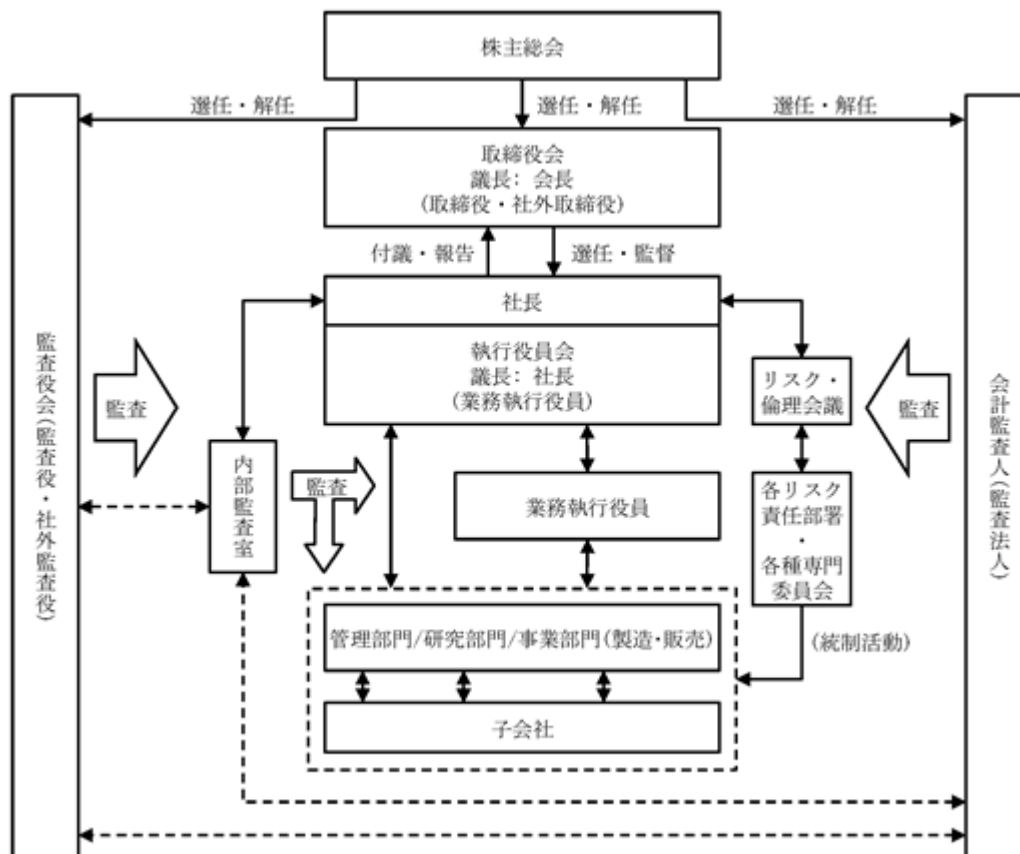 株主総会
選任・解任
選任・解任
選任・解任
取締役会
議長: 会長
(取締役・社外取締役)
付議・報告
選任・監督
社長
執行役員会
議長: 社長
(業務執行役員)
監査役会(監査役・社外監査役)
監査
リスク・
倫理会議
監査
会計監査人(監査法人)
内部監査室
監査
業務執行役員
各リスク
責任部署
・
各種専門
委員会
管理部門/研究部門/事業部門(製造・販売)
(統制活動)
子会社